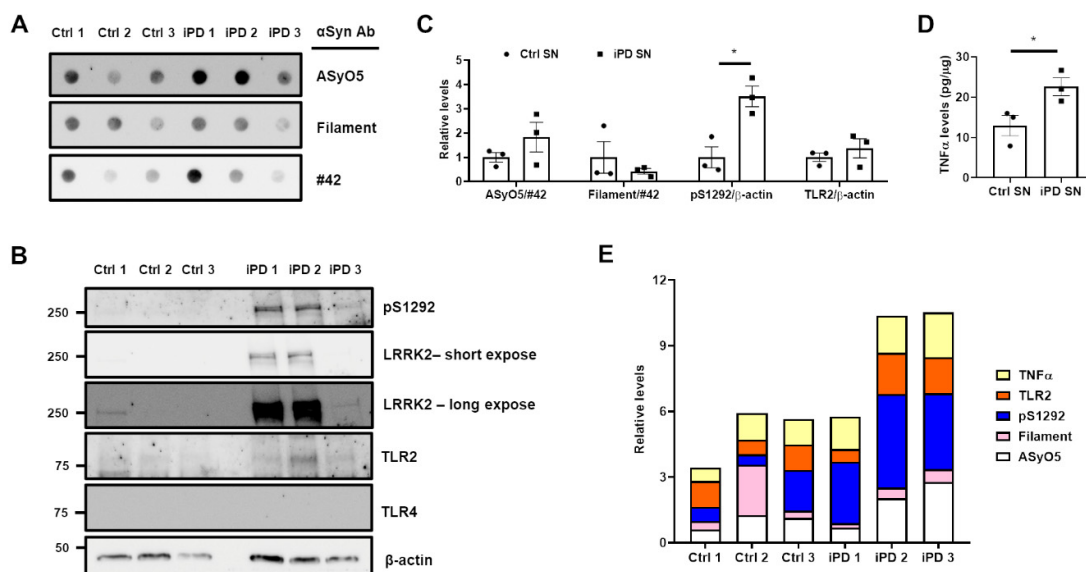 A
Ctrl 1 Ctrl 2 Ctrl 3 iPD 1 iPD 2 iPD 3 αSyn Ab
ASyO5
Filament
#42
B
Ctrl 1 Ctrl 2 Ctrl 3 iPD 1 iPD 2 iPD 3
250 pS1292
250 LRRK2– short expose
250 LRRK2 – long expose
75 TLR2
75 TLR4
50 β-actin
C
Ctrl SN iPD SN
Relative levels
5
4
3
2
1
0
*
ASyO5/#42 Filament/#42 pS1292/β-actin TLR2/β-actin
D
TNFα levels (pg/μg)
30
20
10
0
*
Ctrl SN iPD SN
E
Relative levels
12
9
6
3
0
Ctrl 1 Ctrl 2 Ctrl 3 iPD 1 iPD 2 iPD 3
TNFα
TLR2
pS1292
Filament
ASyO5